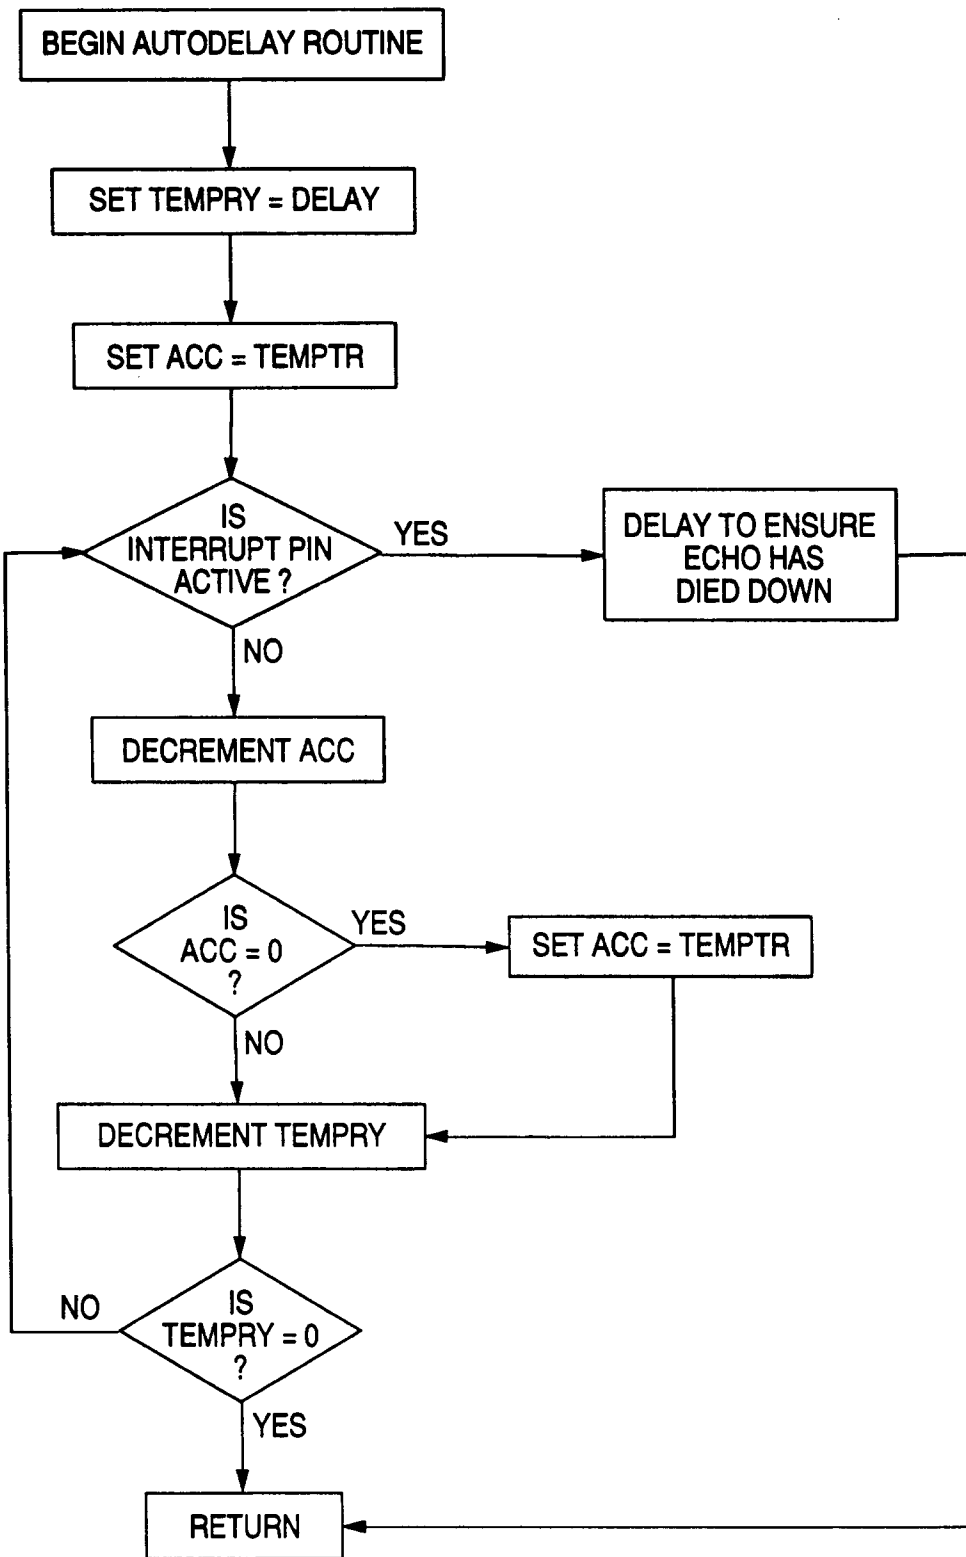 BEGIN AUTODELAY ROUTINE
SET TEMPRY = DELAY
SET ACC = TEMPTR
IS
INTERRUPT PIN
ACTIVE ?
YES
DELAY TO ENSURE
ECHO HAS
DIED DOWN
NO
DECREMENT ACC
IS
ACC = 0
?
YES
SET ACC = TEMPTR
NO
DECREMENT TEMPRY
IS
TEMPRY = 0
?
NO
YES
RETURN